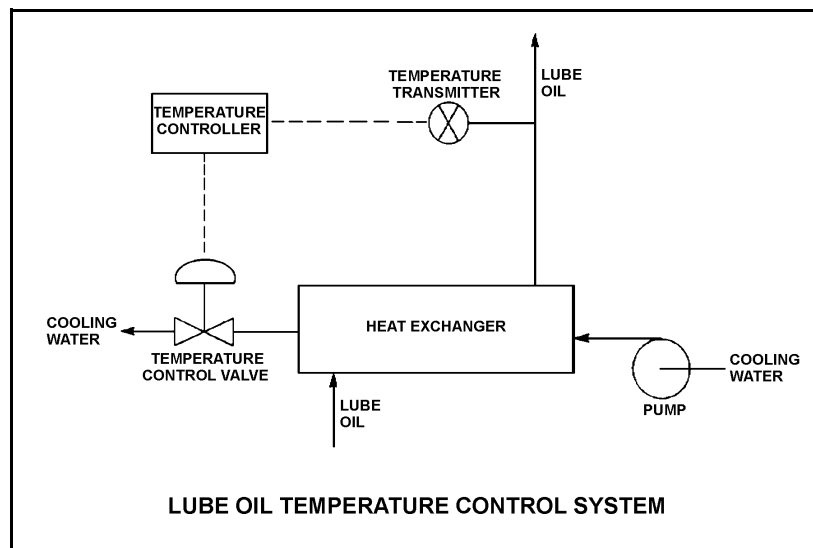 TEMPERATURE
TRANSMITTER
LUBE
OIL
TEMPERATURE
CONTROLLER
COOLING
WATER
TEMPERATURE
CONTROL VALVE
HEAT EXCHANGER
COOLING
WATER
PUMP
LUBE
OIL
LUBE OIL TEMPERATURE CONTROL SYSTEM